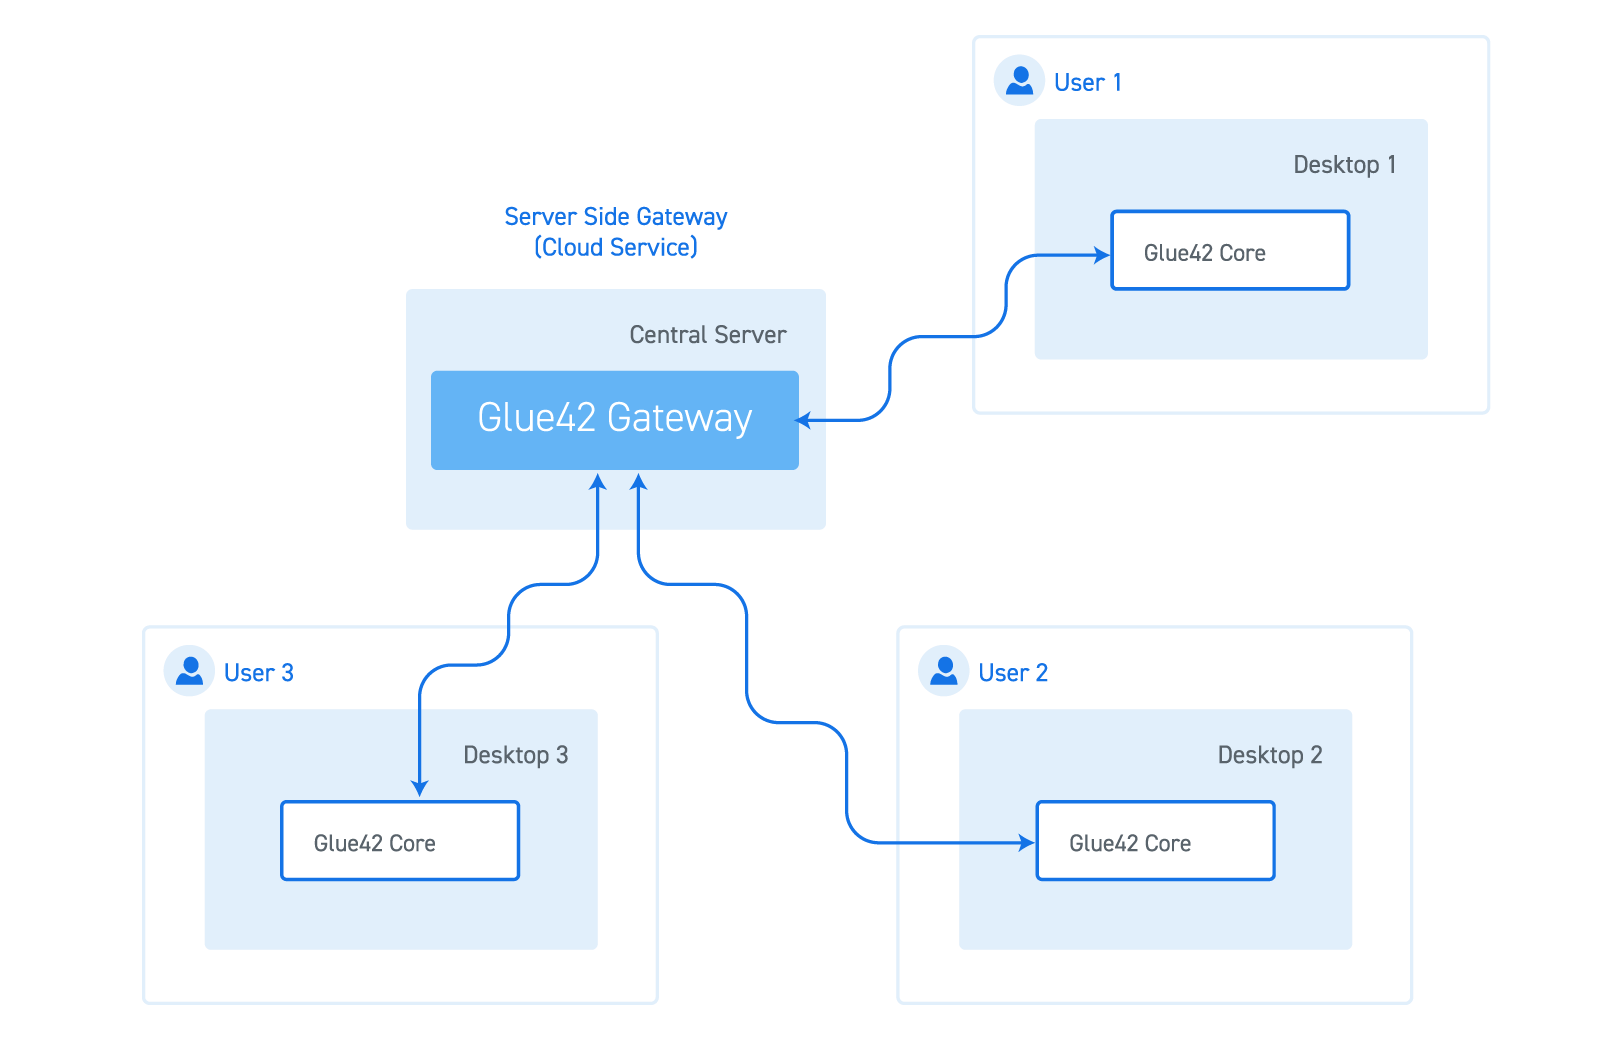 User 1
Desktop 1
Glue42 Core
Server Side Gateway
(Cloud Service)
Central Server
Glue42 Gateway
User 3
Desktop 3
Glue42 Core
User 2
Desktop 2
Glue42 Core